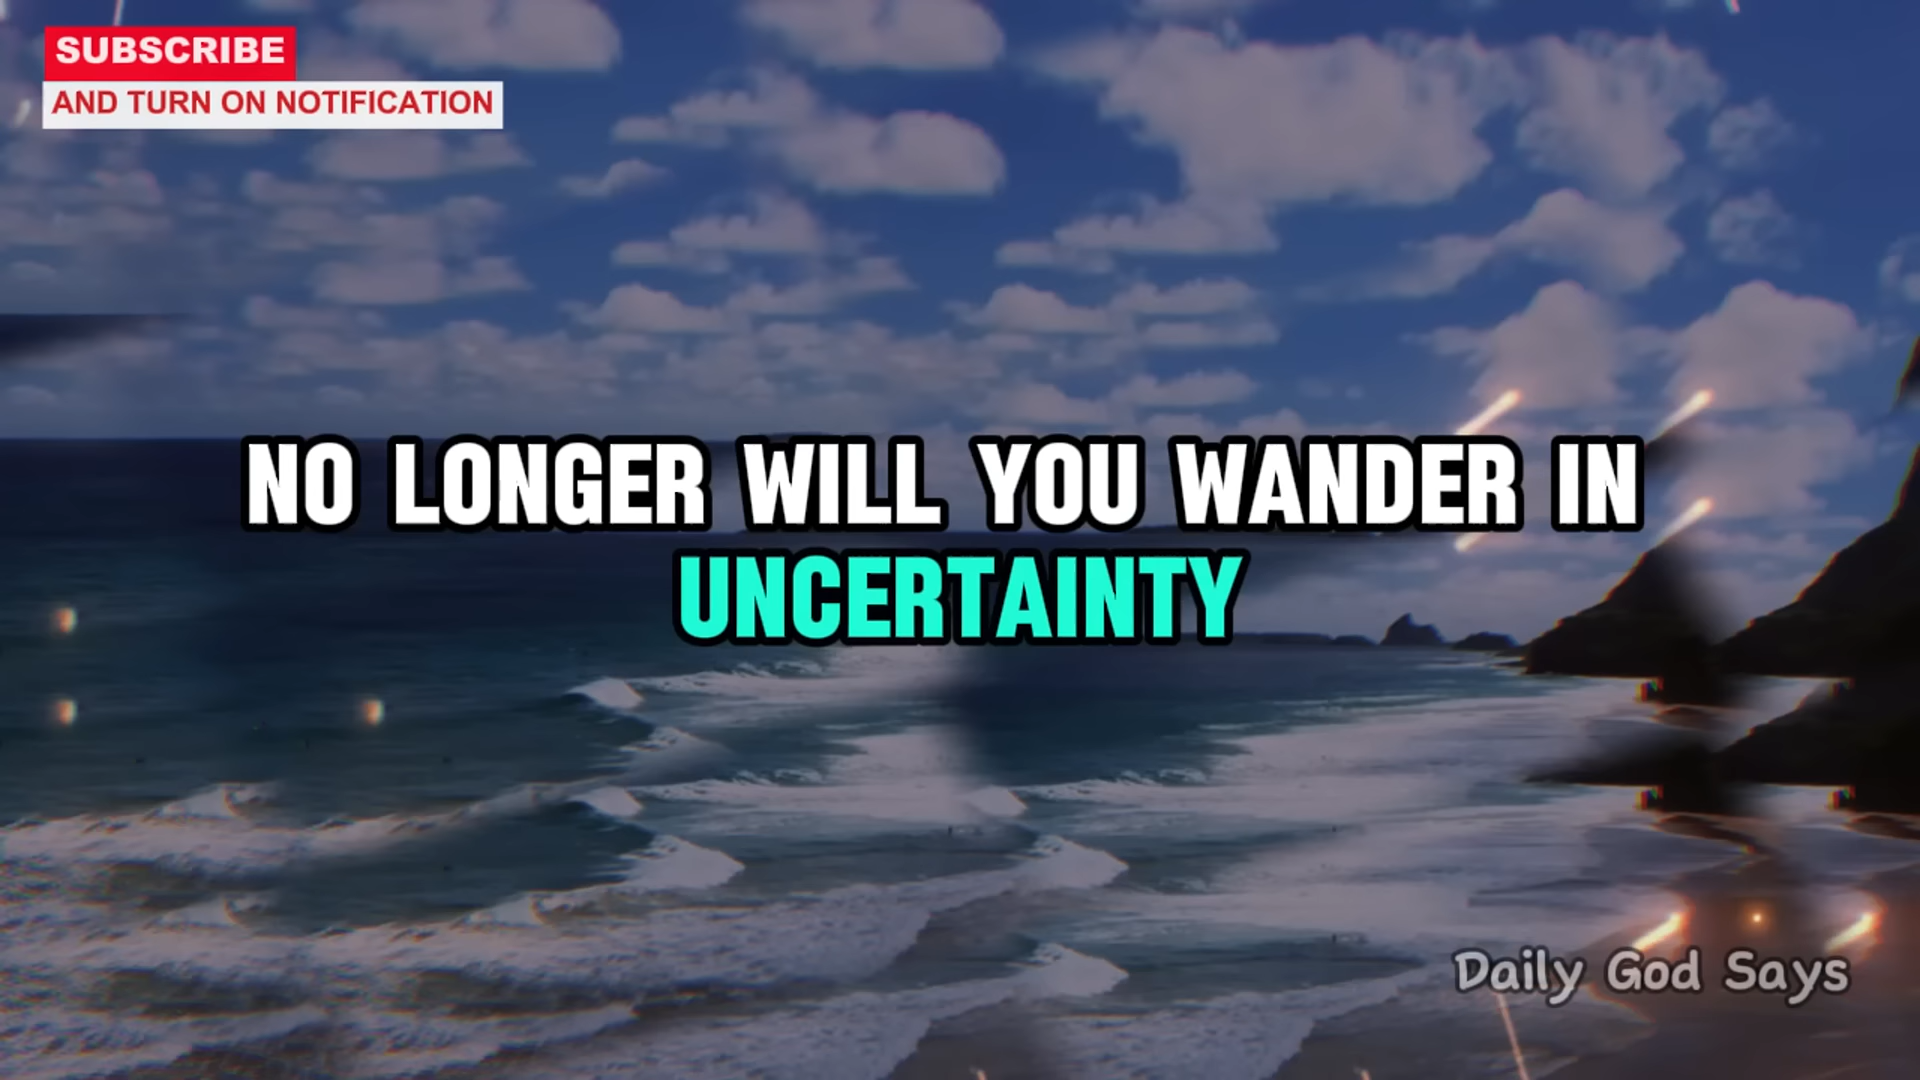 SUBSCRIBE
AND TURN ON NOTIFICATION
NO LONGER WILL YOU WANDER IN
UNCERTAINTY
Daily God Says